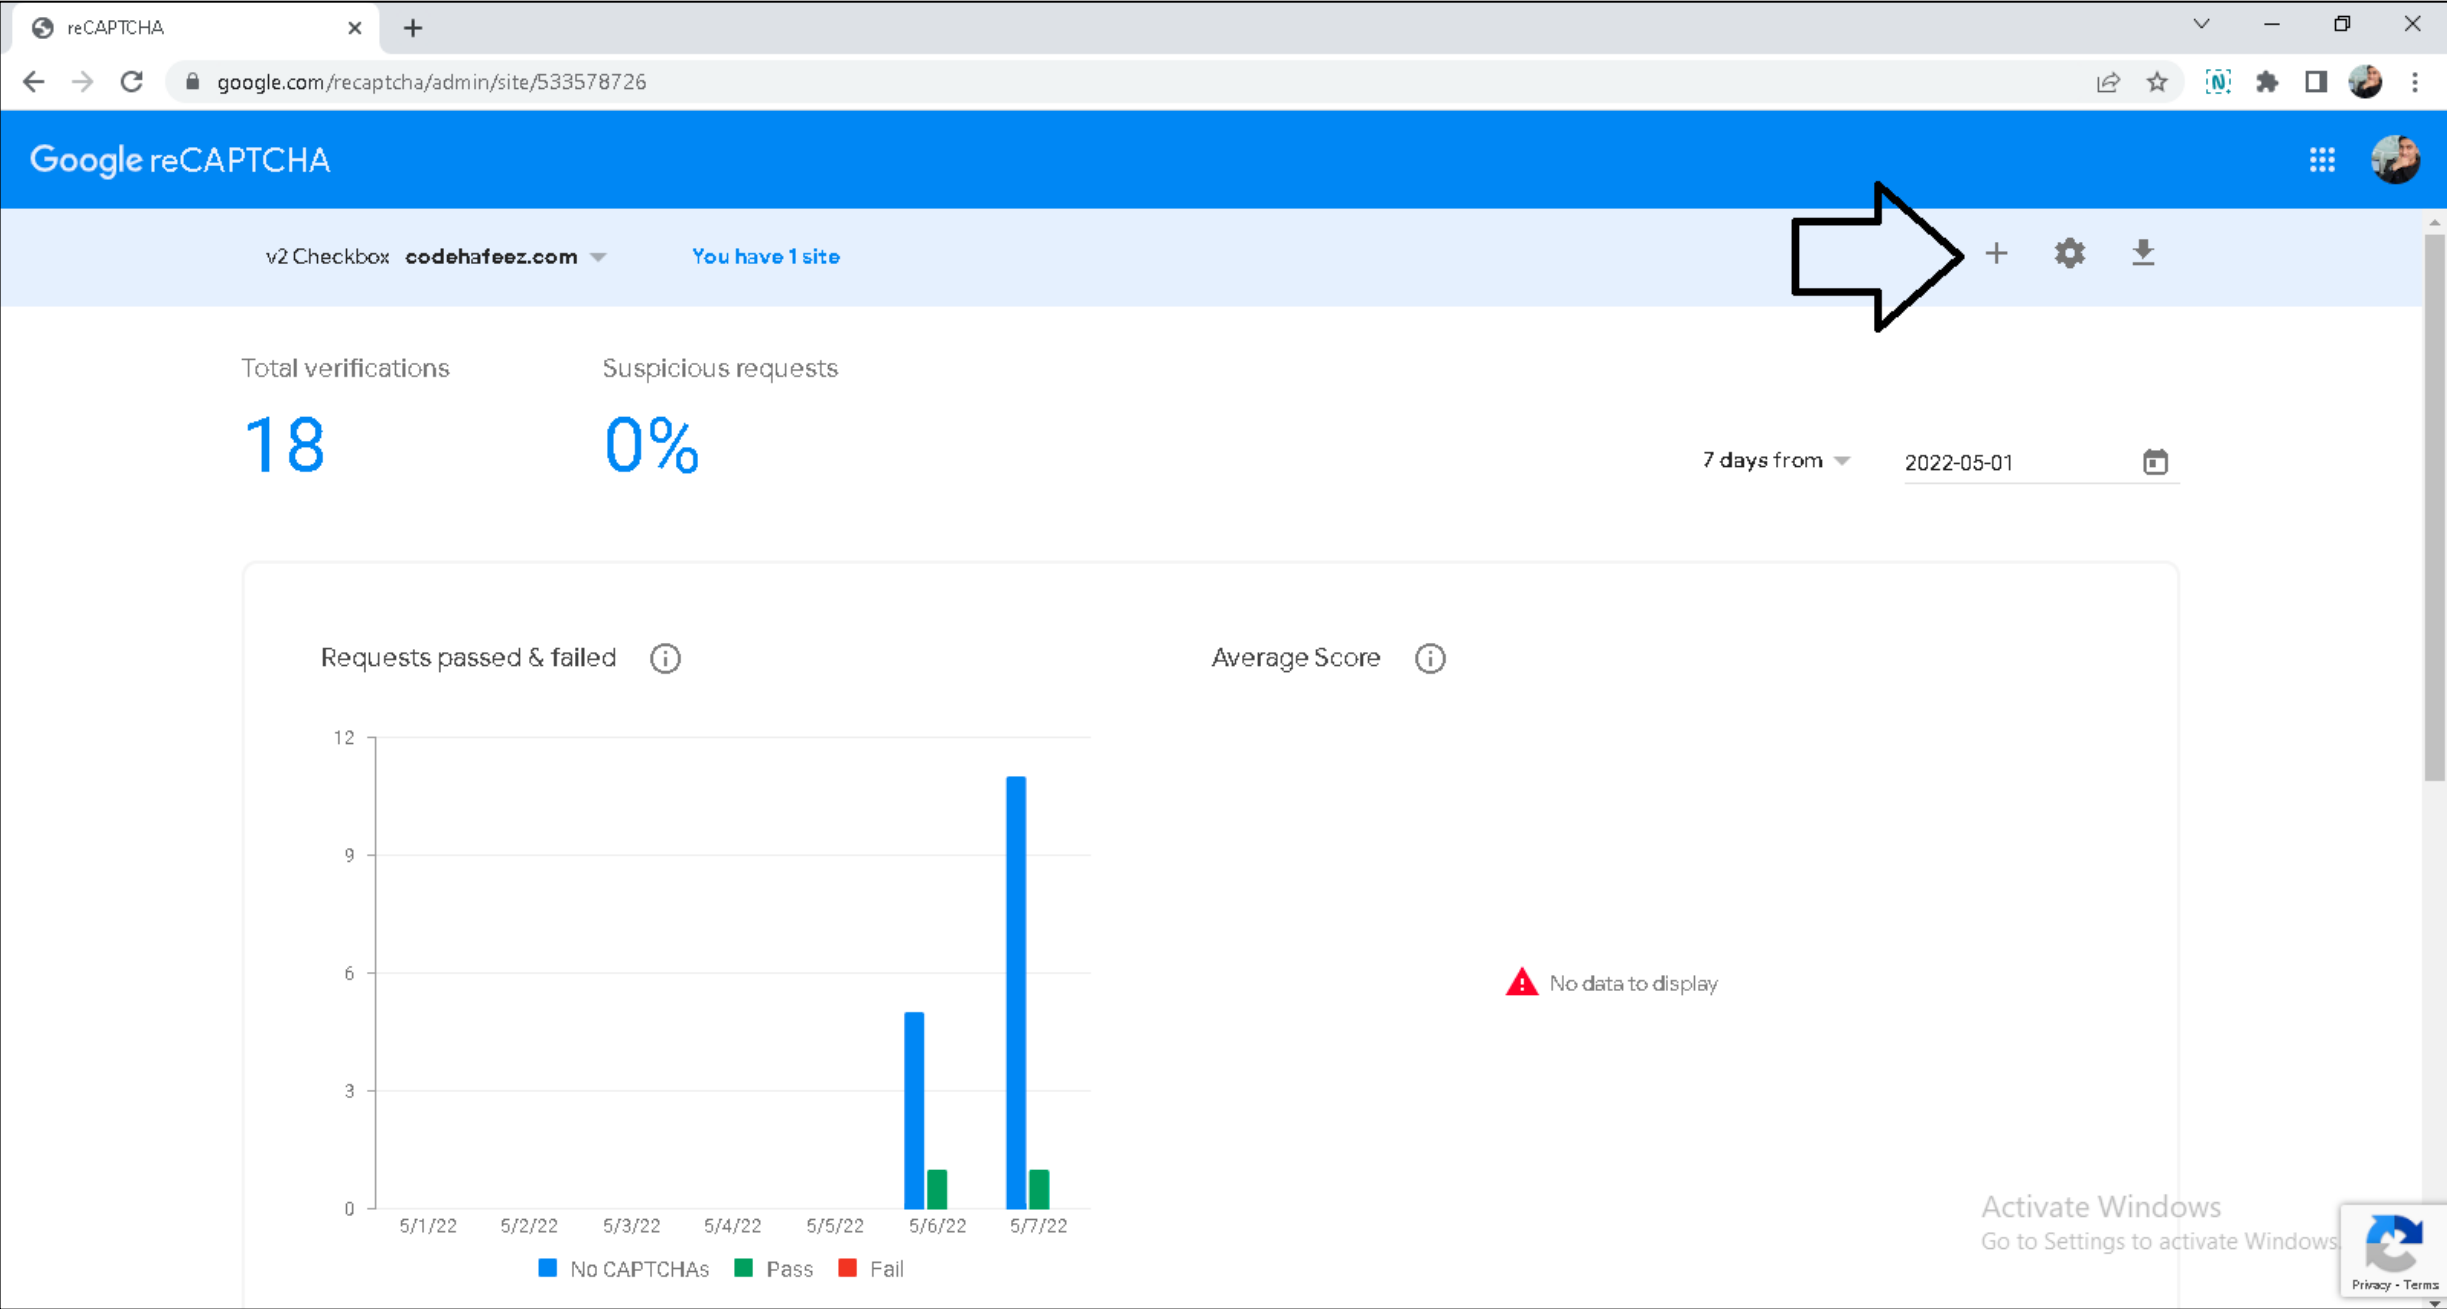 reCAPTCHA
google.com/recaptcha/admin/site/533578726
Google reCAPTCHA
v2 Checkbox codehafeez.com You have 1 site
Total verifications Suspicious requests
18 0%
7 days from 2022-05-01
Requests passed & failed Average Score
12
9
6
3
0
No data to display
5/1/22 5/2/22 5/3/22 5/4/22 5/5/22 5/6/22 5/7/22
No CAPTCHAs Pass Fail
Activate Windows
Go to Settings to activate Windows.
Privacy - Terms